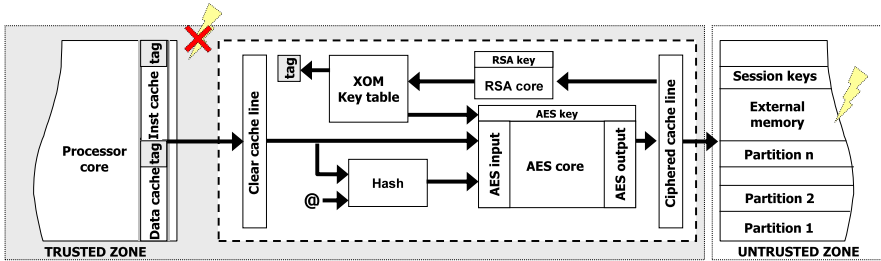 Processor
core
Inst cache
tag
Data cache
tag
TRUSTED ZONE
Clear cache line
tag
XOM
Key table
RSA key
RSA core
@
Hash
AES key
AES input
AES core
AES output
Ciphered cache line
Session keys
External
memory
Partition n
Partition 2
Partition 1
UNTRUSTED ZONE